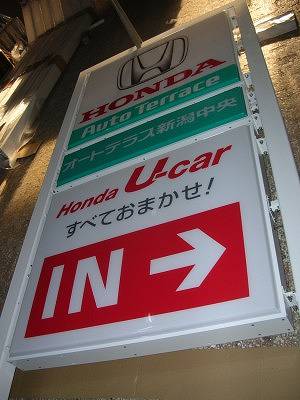 HONDA
Auto Terrace
オートテラス新潟中央
Honda U-car
すべておまかせ!
IN →